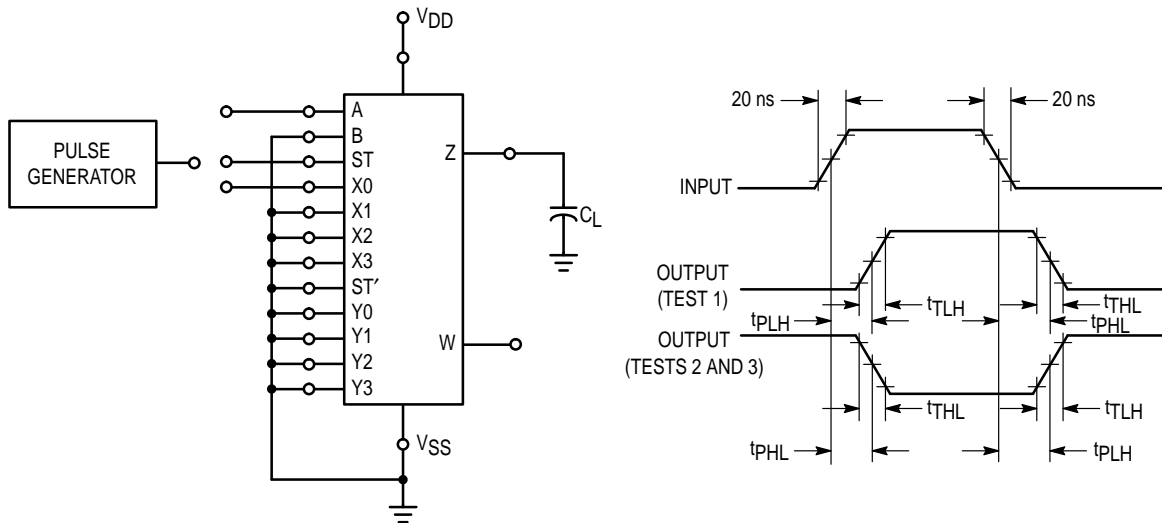 VDD
PULSE
GENERATOR
A
B
ST
X0
X1
X2
X3
ST′
Y0
Y1
Y2
Y3
Z
W
CL
VSS
20 ns
20 ns
INPUT
OUTPUT
(TEST 1)
tTLH
tTHL
tPLH
tPHL
OUTPUT
(TESTS 2 AND 3)
tTHL
tTLH
tPHL
tPLH